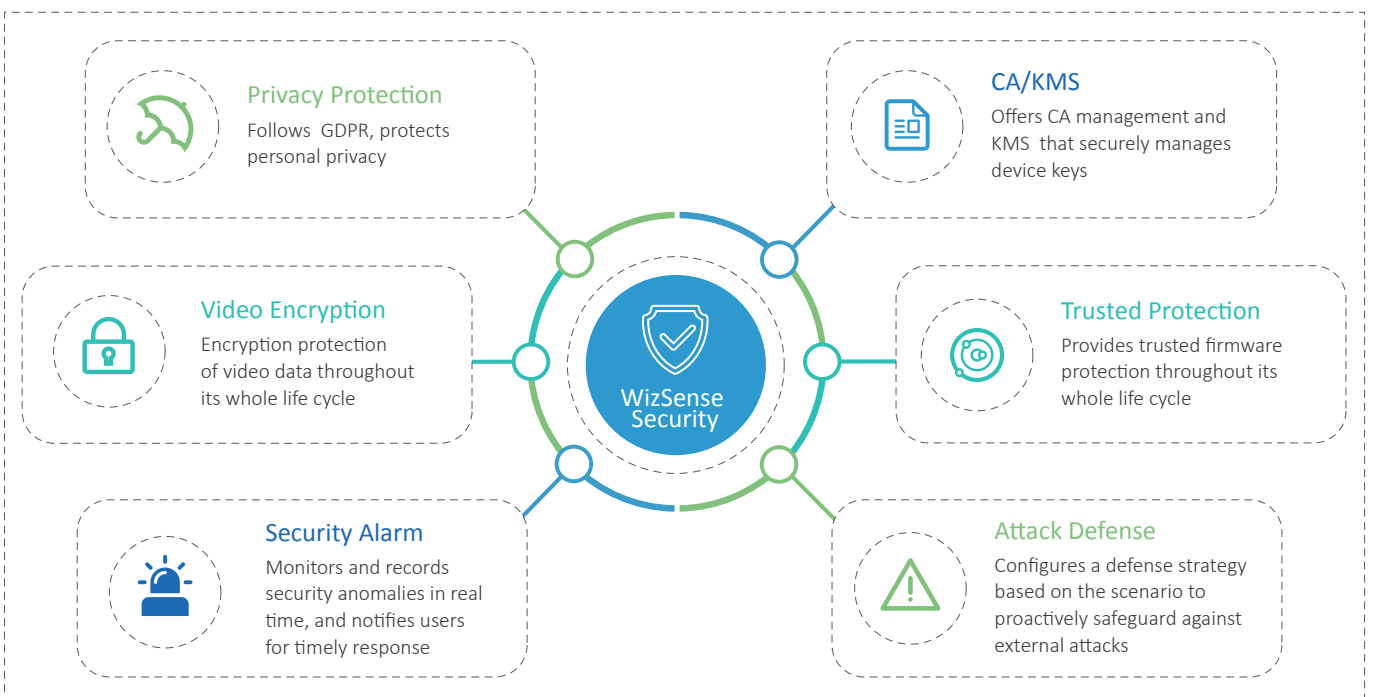 Privacy Protection
Follows GDPR, protects
personal privacy
CA/KMS
Offers CA management and
KMS that securely manages
device keys
Video Encryption
Encryption protection
of video data throughout
its whole life cycle
WizSense
Security
Trusted Protection
Provides trusted firmware
protection throughout its
whole life cycle
Security Alarm
Monitors and records
security anomalies in real
time, and notifies users
for timely response
Attack Defense
Configures a defense strategy
based on the scenario to
proactively safeguard against
external attacks